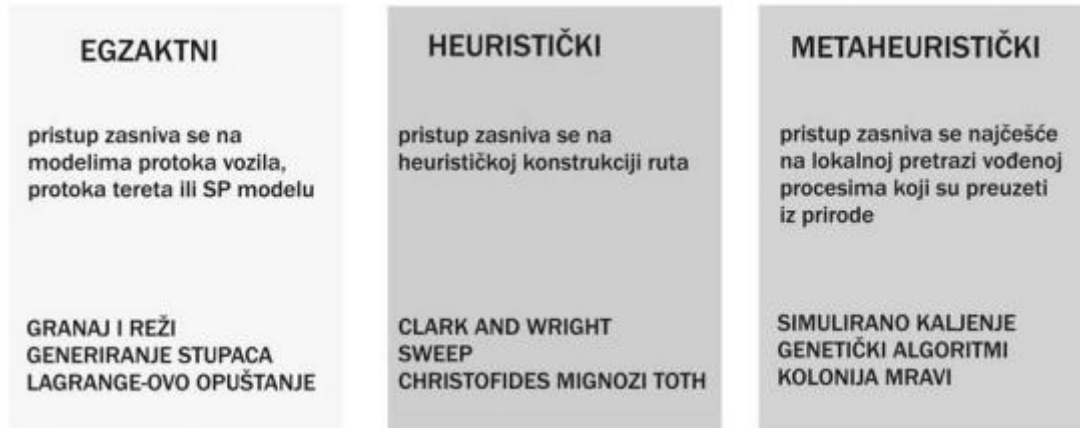 EGZAKTNI
pristup zasniva se na
modelima protoka vozila,
protoka tereta ili SP modelu
GRANAJ I REŽI
GENERIRANJE STUPACA
LAGRANGE-OVO OPUŠTANJE
HEURISTIČKI
pristup zasniva se na
heurističkoj konstrukciji ruta
CLARK AND WRIGHT
SWEEP
CHRISTOFIDES MIGNOZI TOTH
METAHEURISTIČKI
pristup zasniva se najčešće
na lokalnoj pretrazi vođenoj
procesima koji su preuzeti
iz prirode
SIMULIRANO KALJENJE
GENETIČKI ALGORITMI
KOLONIJA MRAVI